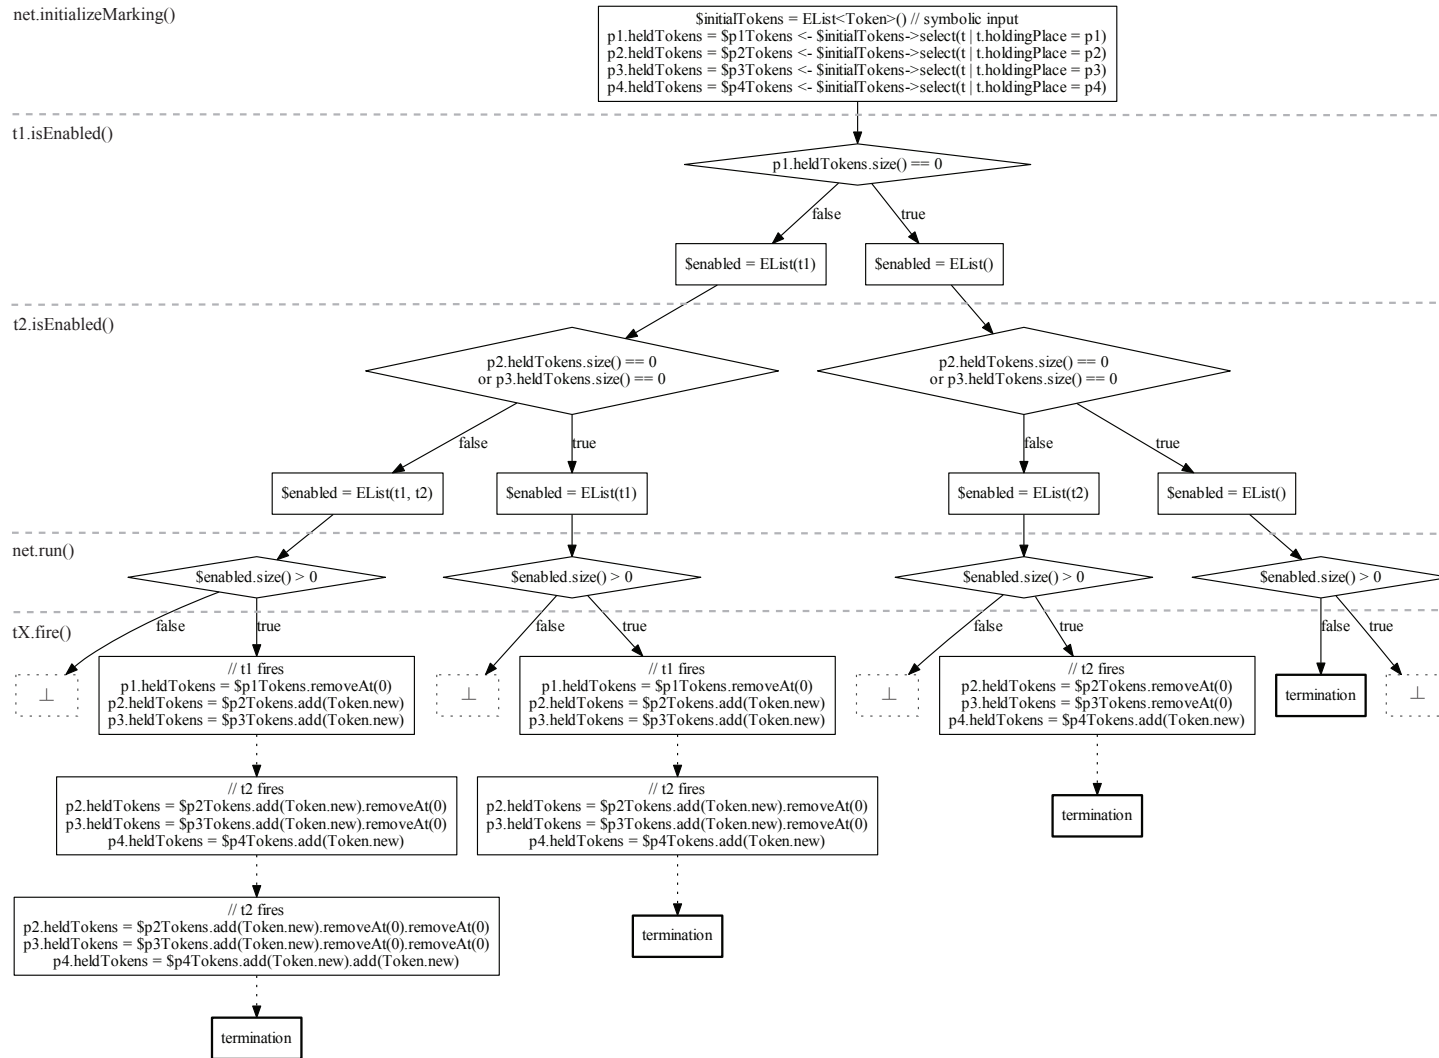 net.initializeMarking()
$initialTokens = EList<Token>() // symbolic input
p1.heldTokens = $p1Tokens <- $initialTokens->select(t | t.holdingPlace = p1)
p2.heldTokens = $p2Tokens <- $initialTokens->select(t | t.holdingPlace = p2)
p3.heldTokens = $p3Tokens <- $initialTokens->select(t | t.holdingPlace = p3)
p4.heldTokens = $p4Tokens <- $initialTokens->select(t | t.holdingPlace = p4)
t1.isEnabled()
p1.heldTokens.size() == 0
false
true
$enabled = EList(t1)
$enabled = EList()
t2.isEnabled()
p2.heldTokens.size() == 0
or p3.heldTokens.size() == 0
p2.heldTokens.size() == 0
or p3.heldTokens.size() == 0
false
true
false
true
$enabled = EList(t1, t2)
$enabled = EList(t1)
$enabled = EList(t2)
$enabled = EList()
net.run()
$enabled.size() > 0
$enabled.size() > 0
$enabled.size() > 0
$enabled.size() > 0
tX.fire()
false
true
false
true
false
true
false
true
⊥
// t1 fires
p1.heldTokens = $p1Tokens.removeAt(0)
p2.heldTokens = $p2Tokens.add(Token.new)
p3.heldTokens = $p3Tokens.add(Token.new)
⊥
// t1 fires
p1.heldTokens = $p1Tokens.removeAt(0)
p2.heldTokens = $p2Tokens.add(Token.new)
p3.heldTokens = $p3Tokens.add(Token.new)
⊥
// t2 fires
p2.heldTokens = $p2Tokens.removeAt(0)
p3.heldTokens = $p3Tokens.removeAt(0)
p4.heldTokens = $p4Tokens.add(Token.new)
termination
⊥
// t2 fires
p2.heldTokens = $p2Tokens.add(Token.new).removeAt(0)
p3.heldTokens = $p3Tokens.add(Token.new).removeAt(0)
p4.heldTokens = $p4Tokens.add(Token.new)
// t2 fires
p2.heldTokens = $p2Tokens.add(Token.new).removeAt(0)
p3.heldTokens = $p3Tokens.add(Token.new).removeAt(0)
p4.heldTokens = $p4Tokens.add(Token.new)
termination
// t2 fires
p2.heldTokens = $p2Tokens.add(Token.new).removeAt(0).removeAt(0)
p3.heldTokens = $p3Tokens.add(Token.new).removeAt(0).removeAt(0)
p4.heldTokens = $p4Tokens.add(Token.new).add(Token.new)
termination
termination